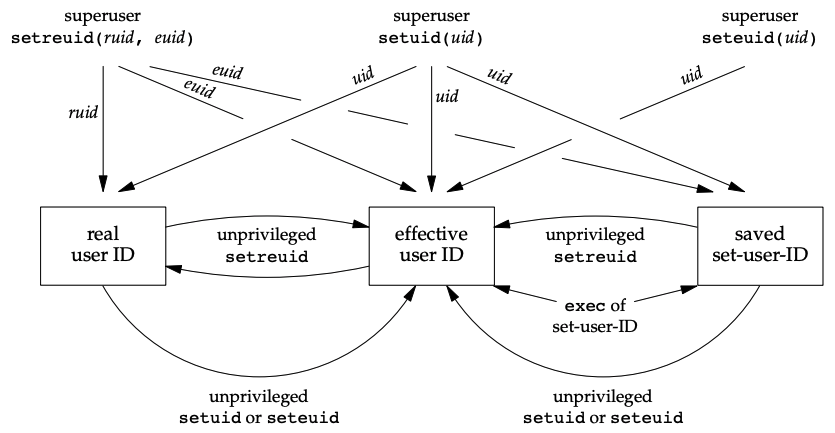 superuser
setreuid(ruid, euid)
superuser
setuid(uid)
superuser
seteuid(uid)
ruid
euid
euid
uid
uid
uid
uid
real
user ID
unprivileged
setreuid
effective
user ID
unprivileged
setreuid
saved
set-user-ID
exec of
set-user-ID
unprivileged
setuid or seteuid
unprivileged
setuid or seteuid